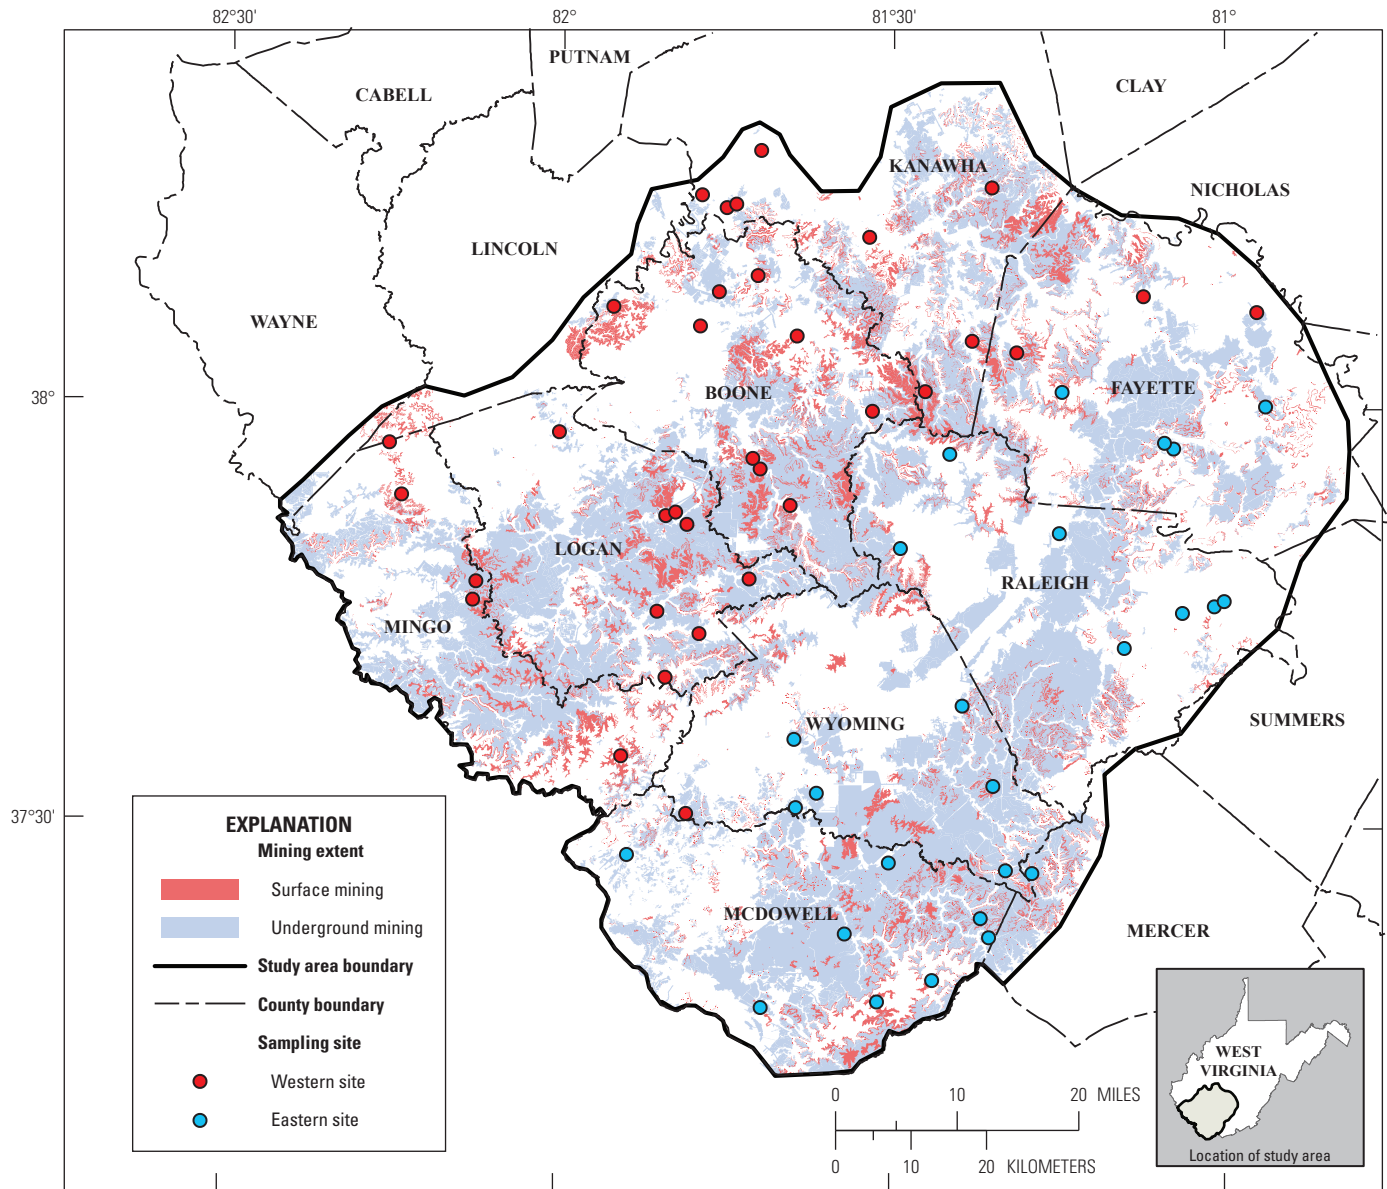 82°30'
82°
81°30'
81°
PUTNAM
CLAY
CABELL
KANAWHA
NICHOLAS
LINCOLN
WAYNE
38°
BOONE
FAYETTE
LOGAN
RALEIGH
MINGO
SUMMERS
WYOMING
37°30'
MCDOWELL
MERCER
EXPLANATION
Mining extent
Surface mining
Underground mining
Study area boundary
County boundary
Sampling site
Western site
Eastern site
0 10 20 MILES
0 10 20 KILOMETERS
WEST
VIRGINIA
Location of study area